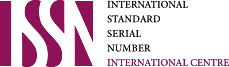 ISSN
INTERNATIONAL
STANDARD
SERIAL
NUMBER
INTERNATIONAL CENTRE